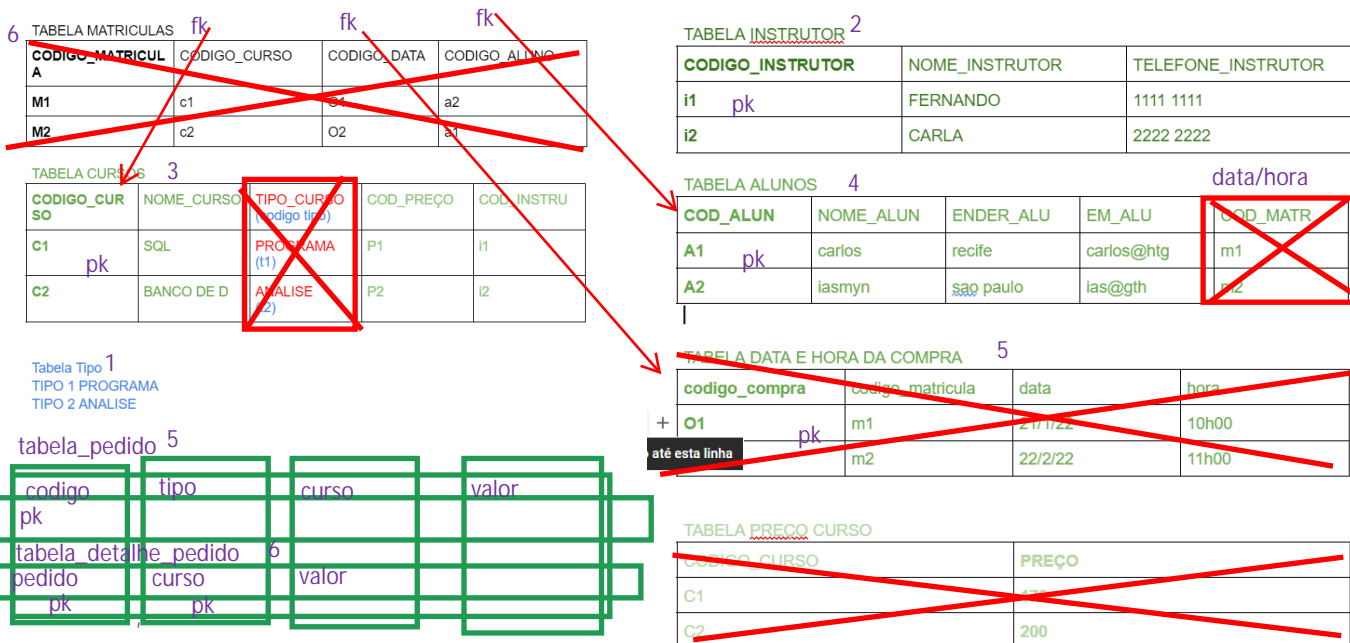 6 TABELA MATRICULAS fk fk fk
CODIGO_MATRICULA CODIGO_CURSO CODIGO_DATA CODIGO_ALUNO
M1 c1 O1 a2
M2 c2 O2 a1
TABELA INSTRUTOR 2
CODIGO_INSTRUTOR NOME_INSTRUTOR TELEFONE_INSTRUTOR
i1 pk FERNANDO 1111 1111
i2 CARLA 2222 2222
TABELA CURSOS 3
CODIGO_CURSO NOME_CURSO TIPO_CURSO (codigo tipo) COD_PREÇO COD_INSTRU
C1 pk SQL PROGRAMA (t1) P1 i1
C2 BANCO DE D ANALISE (t2) P2 i2
TABELA ALUNOS 4 data/hora
COD_ALUN NOME_ALUN ENDER_ALU EM_ALU COD_MATR
A1 pk carlos recife carlos@htg m1
A2 iasmyn sao paulo ias@gth m2
Tabela Tipo 1
TIPO 1 PROGRAMA
TIPO 2 ANALISE
TABELA DATA E HORA DA COMPRA 5
codigo_compra codigo_matricula data hora
O1 pk m1 21/1/22 10h00
m2 22/2/22 11h00
até esta linha
tabela_pedido 5
codigo tipo curso valor
pk
tabela_detalhe_pedido 6
pedido curso valor
pk pk
,
TABELA PREÇO CURSO
CODIGO_CURSO PREÇO
C1
C2 200